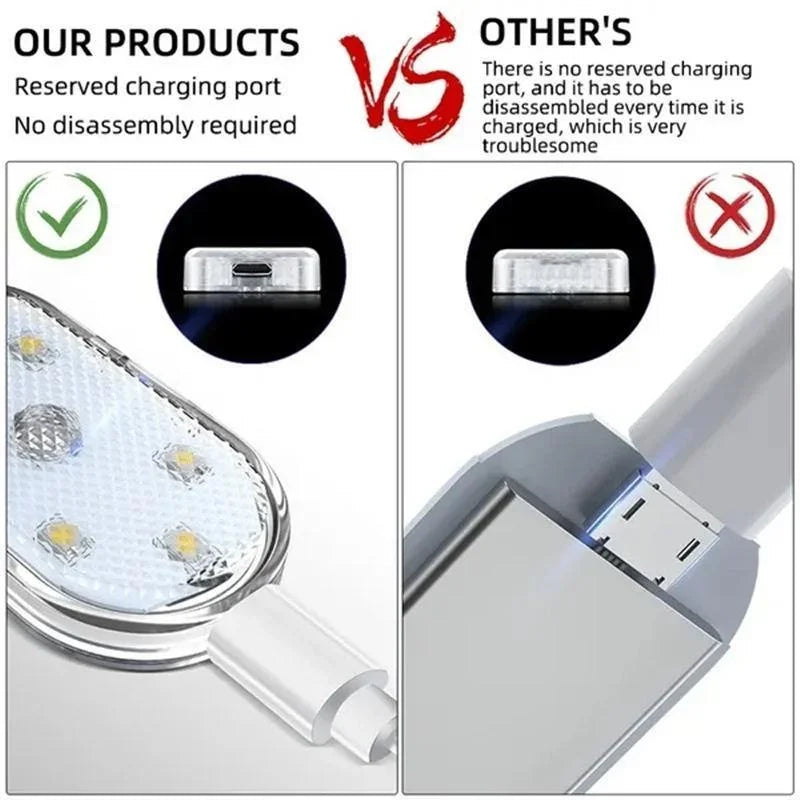 OUR PRODUCTS
Reserved charging port
No disassembly required
VS
OTHER'S
There is no reserved charging
port, and it has to be
disassembled every time it is
charged, which is very
troublesome